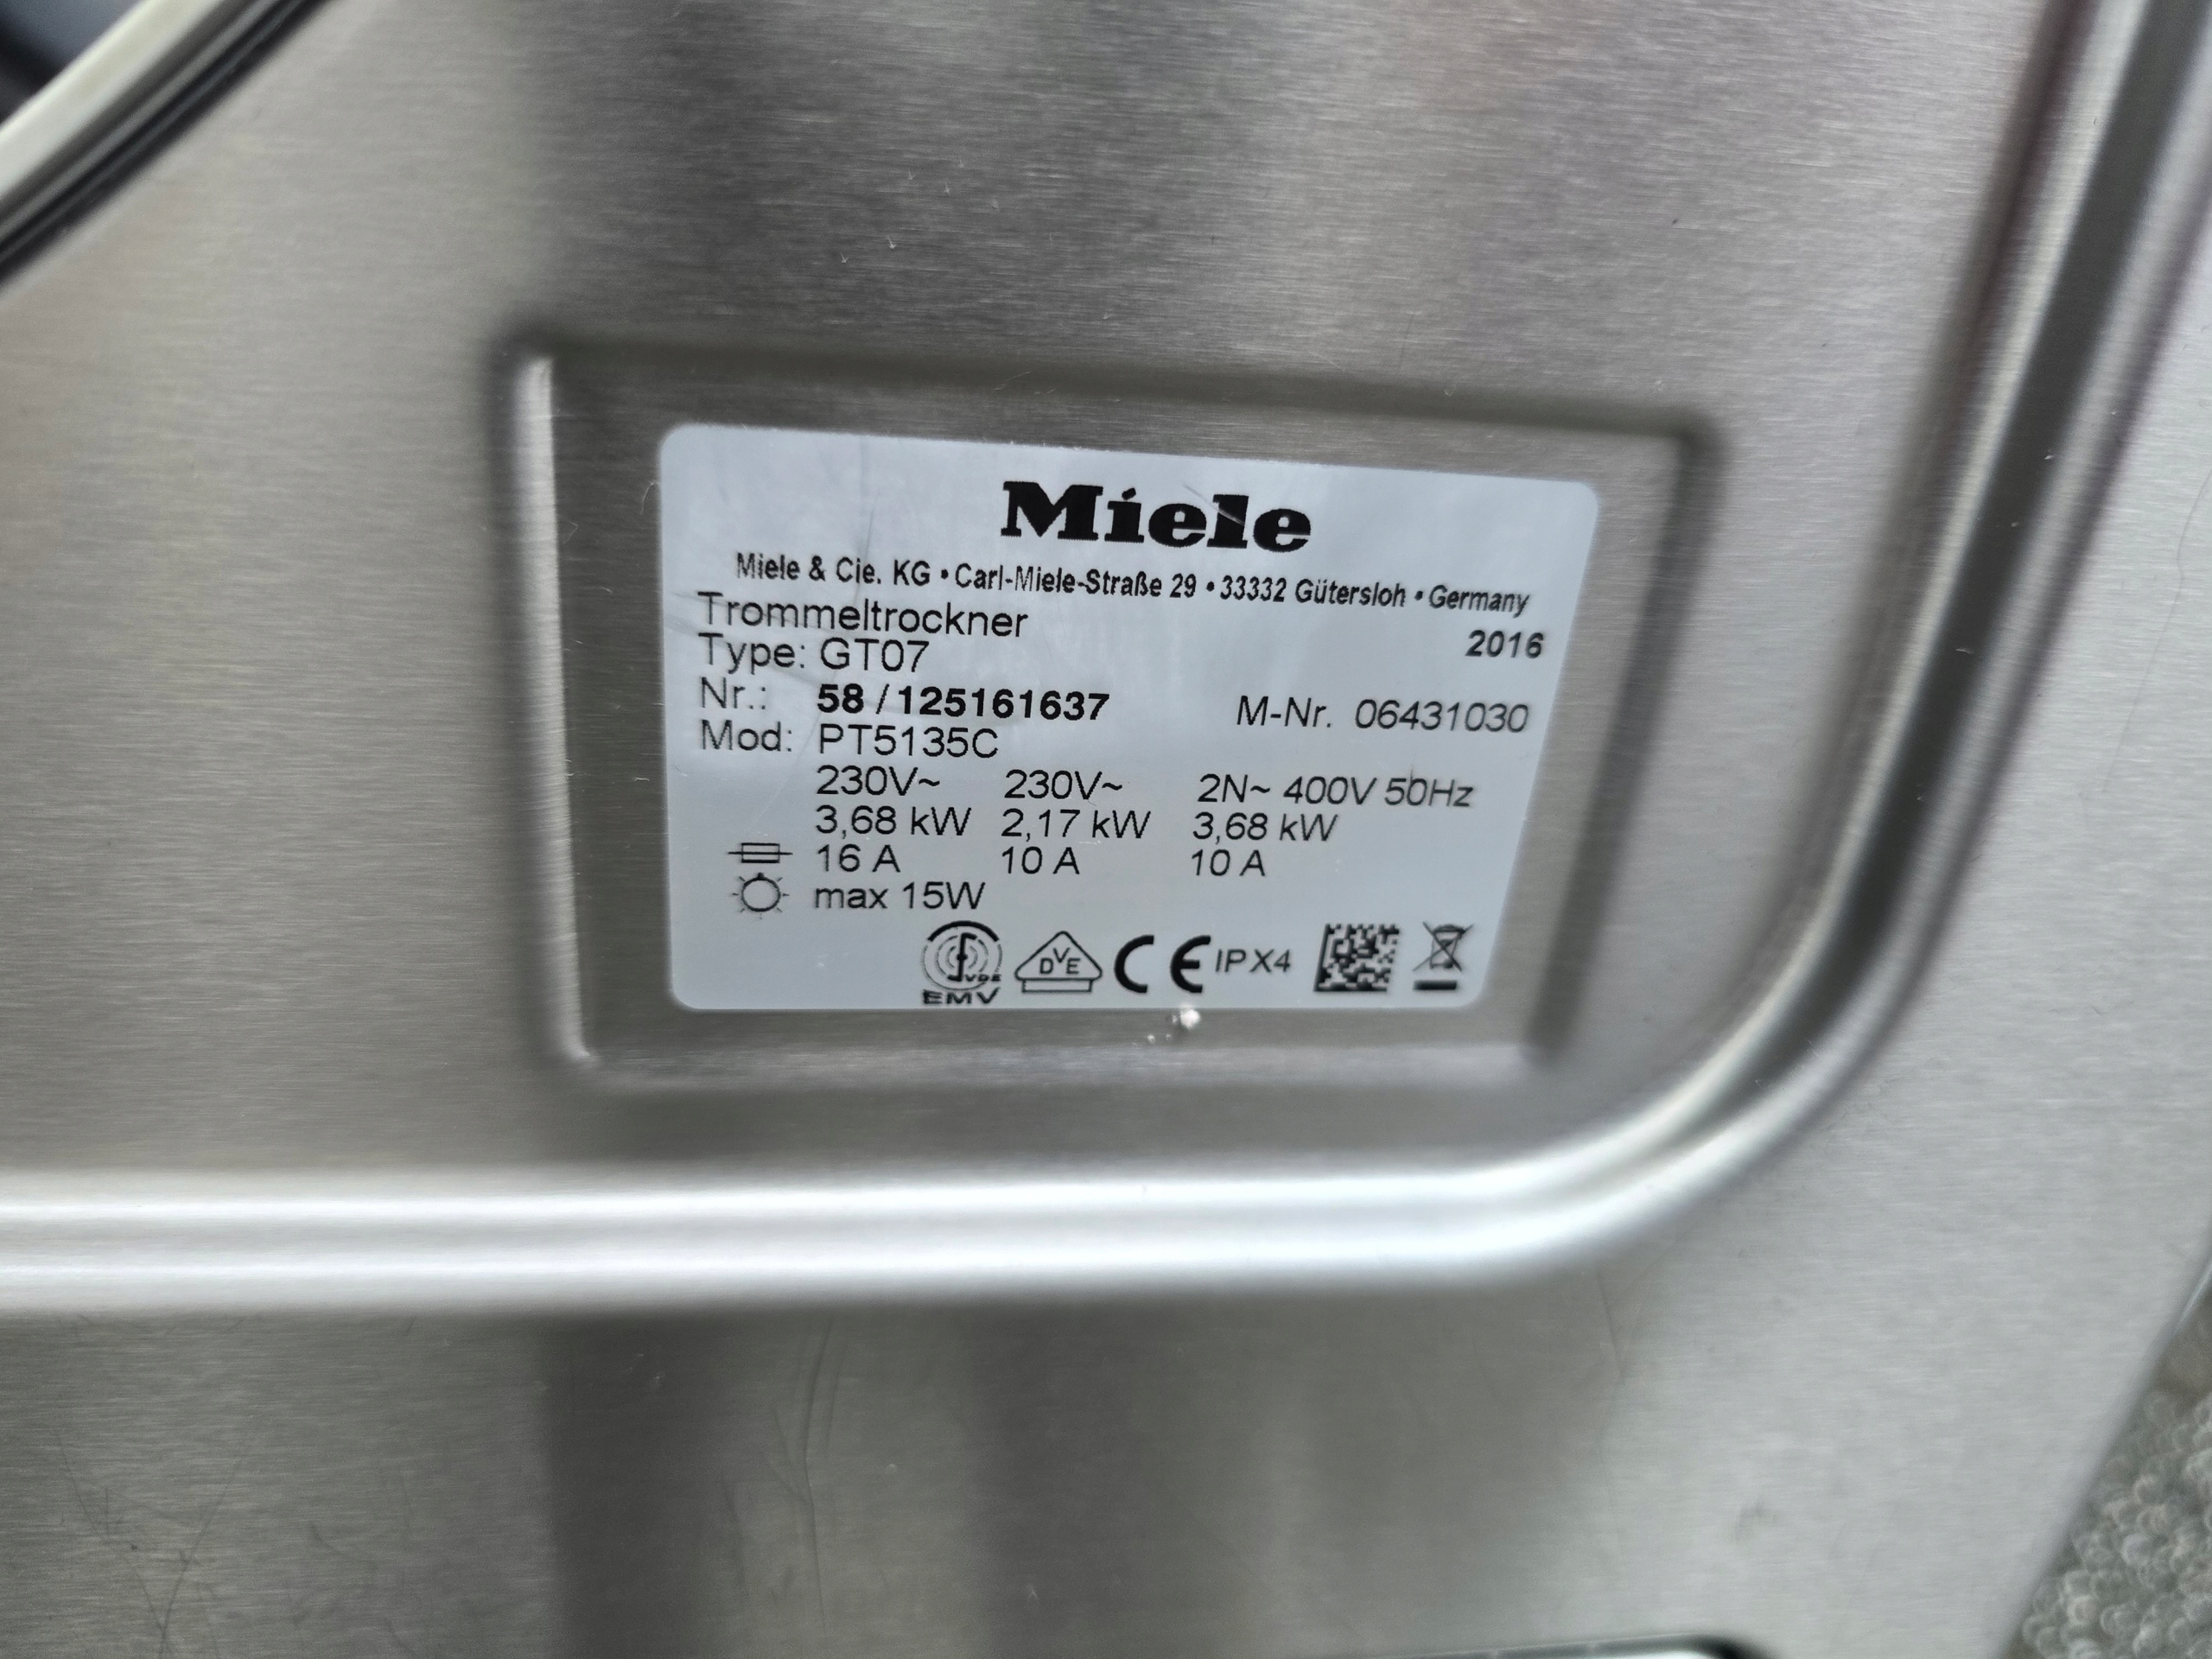 Miele
Miele & Cie. KG • Carl-Miele-Straße 29 • 33332 Gütersloh • Germany
Trommeltrockner
2016
Type: GT07
Nr.: 58 / 125161637 M-Nr. 06431030
Mod: PT5135C
230V~ 230V~ 2N~ 400V 50Hz
3,68 kW 2,17 kW 3,68 kW
16 A 10 A 10 A
max 15W
VDE
EMV
DVE
CE IPX4